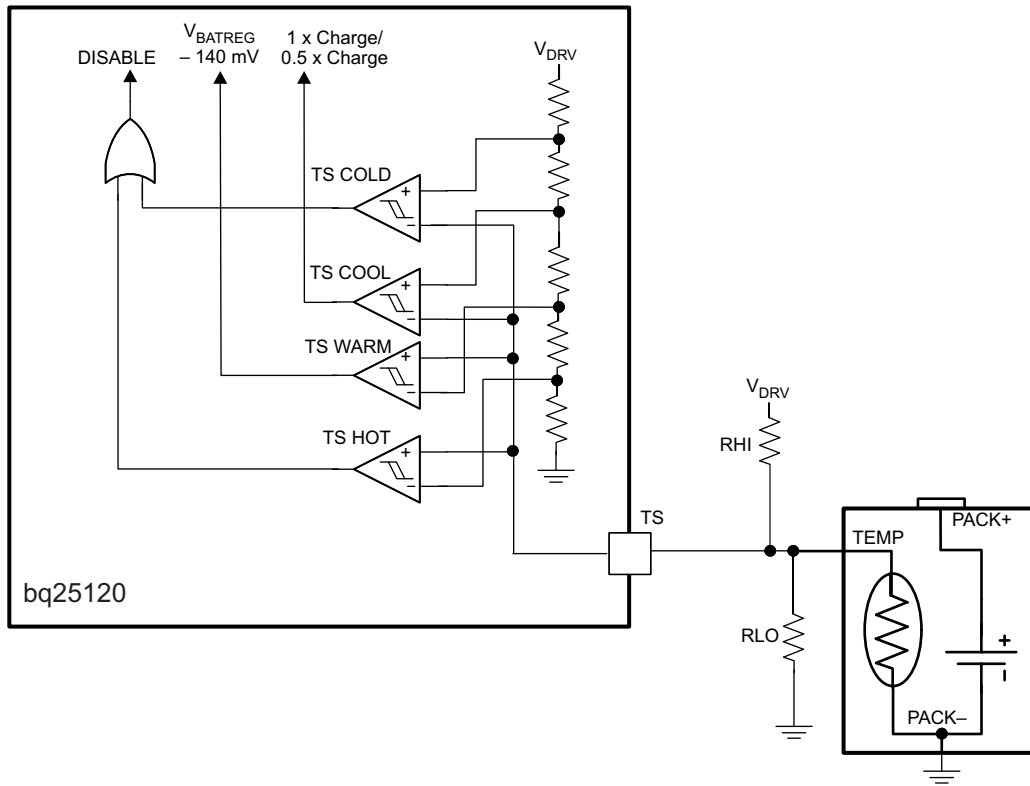 DISABLE
V_BATREG
– 140 mV
1 x Charge/
0.5 x Charge
V_DRV
TS COLD
+
–
TS COOL
+
–
TS WARM
+
–
TS HOT
+
–
bq25120
TS
V_DRV
RHI
RLO
PACK+
TEMP
+
–
PACK–